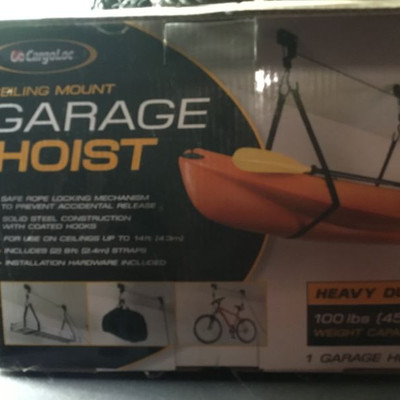 CargoLoc
EILING MOUNT
GARAGE
HOIST
SAFE ROPE LOCKING MECHANISM
TO PREVENT ACCIDENTAL RELEASE
SOLID STEEL CONSTRUCTION
WITH COATED HOOKS
FOR USE ON CEILINGS UP TO 14ft (4.3m)
INCLUDES (2) 8ft (2.4m) STRAPS
INSTALLATION HARDWARE INCLUDED
HEAVY DU
100 lbs (45
WEIGHT CAPA
1 GARAGE H